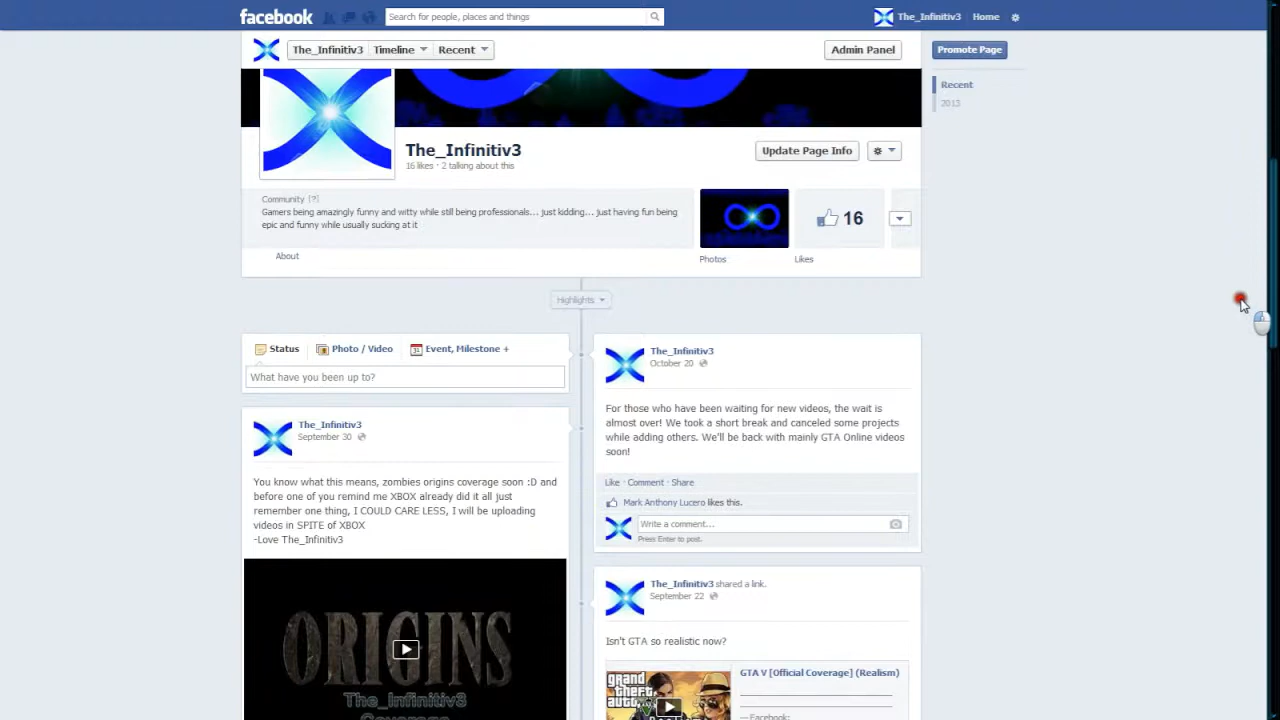 facebook
Search for people, places and things
The_Infinitiv3 Home
The_Infinitiv3 Timeline Recent
Admin Panel
Promote Page
Recent
2013
The_Infinitiv3
16 likes · 2 talking about this
Update Page Info
Community [?]
Gamers being amazingly funny and witty while still being professionals... just kidding... just having fun being
epic and funny while usually sucking at it
16
About
Photos
Likes
Highlights
Status Photo / Video Event, Milestone +
What have you been up to?
The_Infinitiv3
September 30
You know what this means, zombies origins coverage soon :D and
before one of you remind me XBOX already did it all just
remember one thing, I COULD CARE LESS, I will be uploading
videos in SPITE of XBOX
-Love The_Infinitiv3
ORIGINS
The_Infinitiv3
Coverage
The_Infinitiv3
October 20
For those who have been waiting for new videos, the wait is
almost over! We took a short break and canceled some projects
while adding others. We'll be back with mainly GTA Online videos
soon!
Like · Comment · Share
Mark Anthony Lucero likes this.
Write a comment...
Press Enter to post.
The_Infinitiv3 shared a link.
September 22
Isn't GTA so realistic now?
grand
theft
GTA V [Official Coverage] (Realism)
—Facebook: